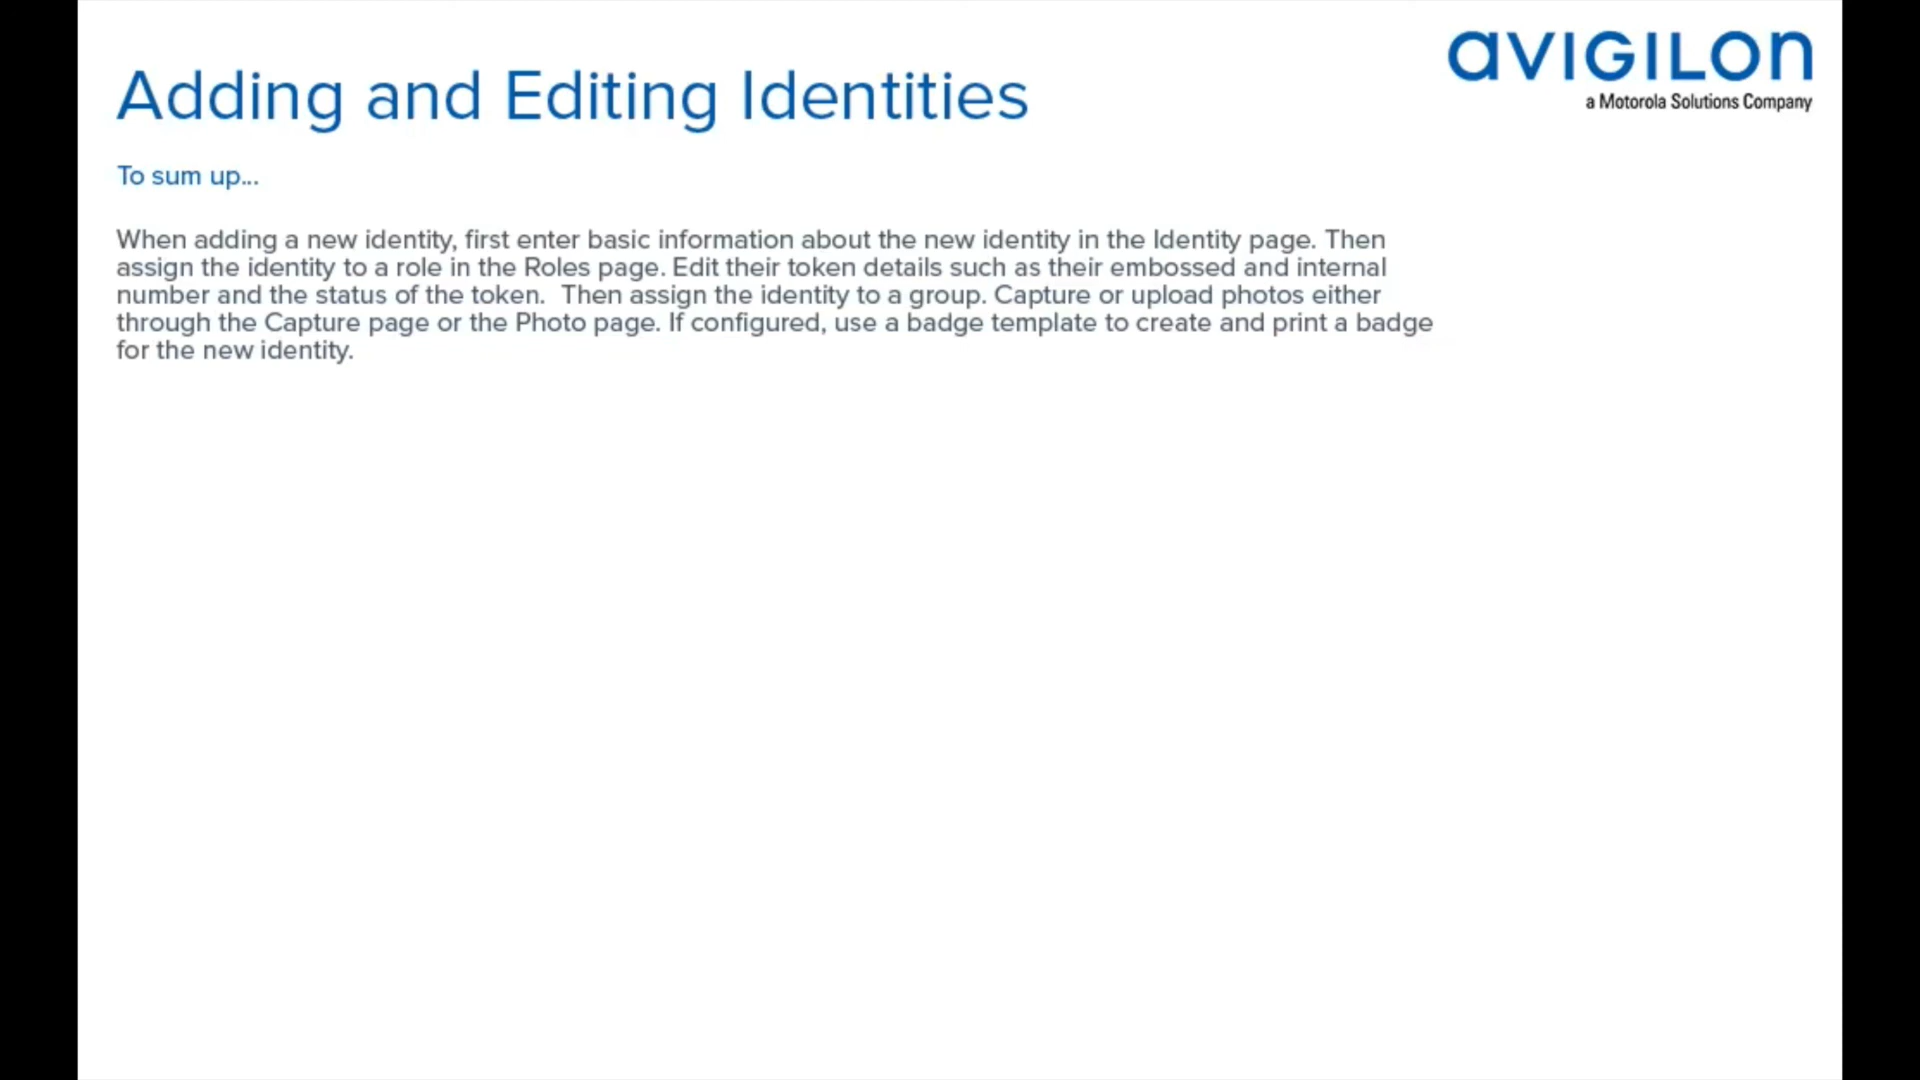 AVIGILON
a Motorola Solutions Company
Adding and Editing Identities
To sum up...
When adding a new identity, first enter basic information about the new identity in the Identity page. Then
assign the identity to a role in the Roles page. Edit their token details such as their embossed and internal
number and the status of the token.  Then assign the identity to a group. Capture or upload photos either
through the Capture page or the Photo page. If configured, use a badge template to create and print a badge
for the new identity.